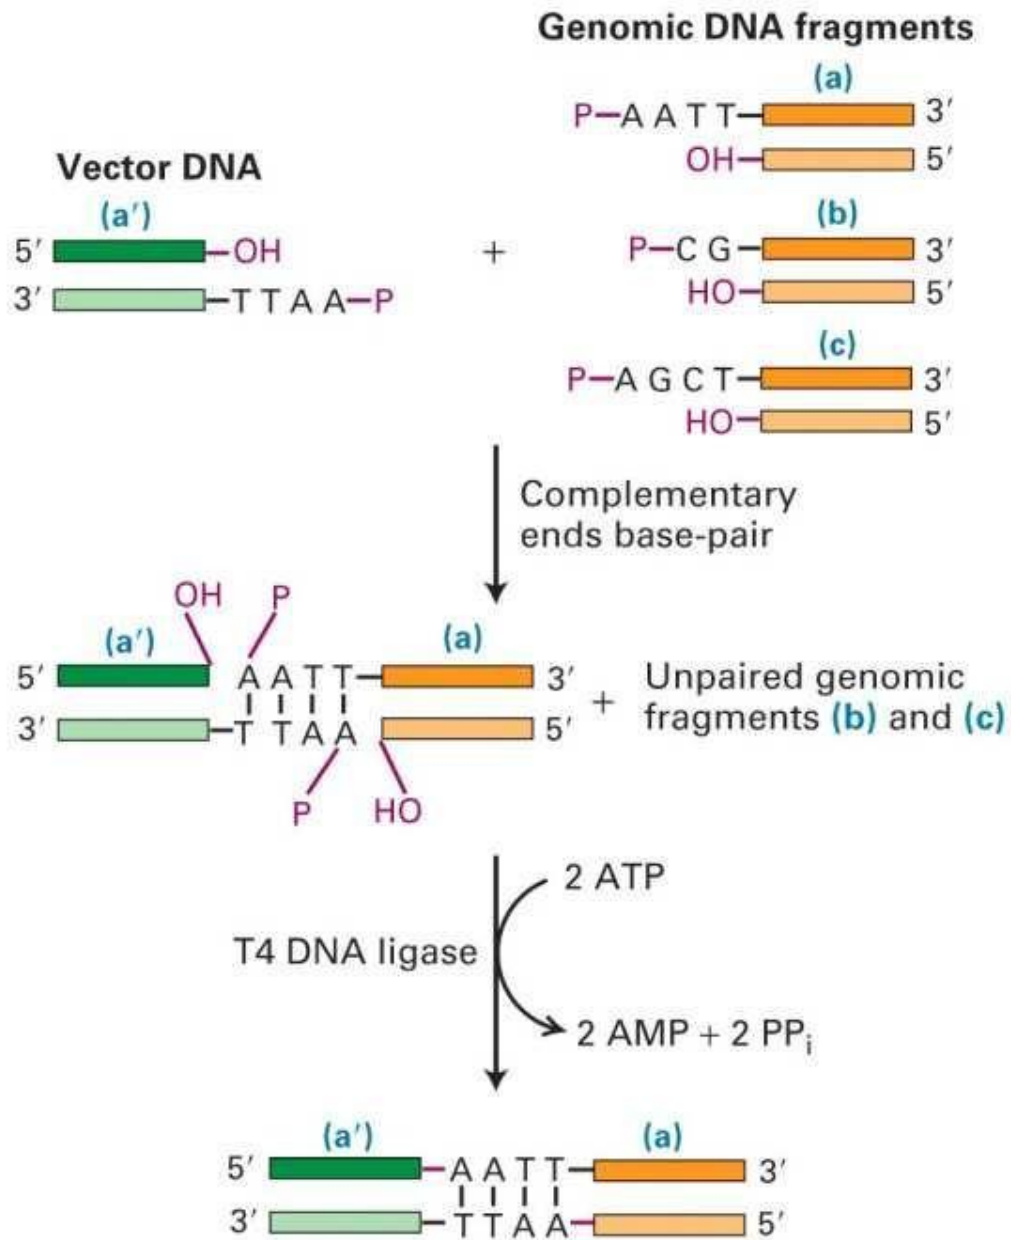 Genomic DNA fragments
(a)
P–A A T T– 3′
OH– 5′
Vector DNA
(a′)
5′ –OH
3′ –T T A A–P
+
(b)
P–C G– 3′
HO– 5′
(c)
P–A G C T– 3′
HO– 5′
Complementary
ends base-pair
OH P
(a′) (a)
5′ A A T T– 3′
3′ –T T A A 5′
P HO
+ Unpaired genomic
fragments (b) and (c)
2 ATP
T4 DNA ligase
2 AMP + 2 PPi
(a′) (a)
5′ –A A T T– 3′
3′ –T T A A– 5′